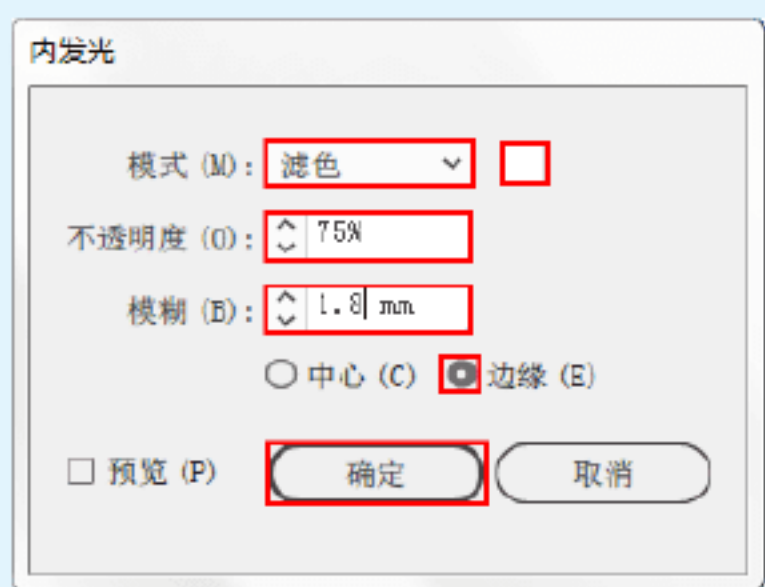 内发光
模式 (M): 滤色
不透明度 (O): 75%
模糊 (B): 1.8 mm
中心 (C) 边缘 (E)
预览 (P) 确定 取消